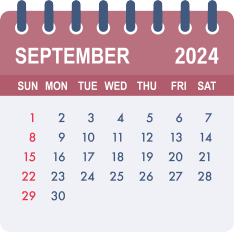 SEPTEMBER 2024
SUN MON TUE WED THU FRI SAT
1 2 3 4 5 6 7
8 9 10 11 12 13 14
15 16 17 18 19 20 21
22 23 24 25 26 27 28
29 30